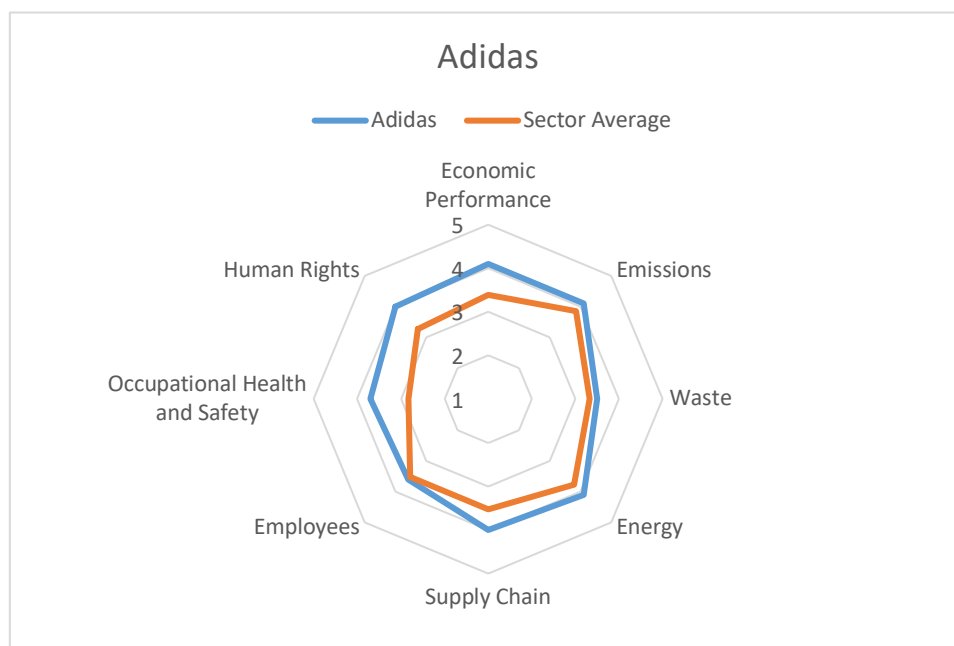 Adidas
Adidas
Sector Average
Economic
Performance
5
Human Rights
Emissions
4
3
2
Occupational Health
and Safety
1
Waste
Employees
Energy
Supply Chain